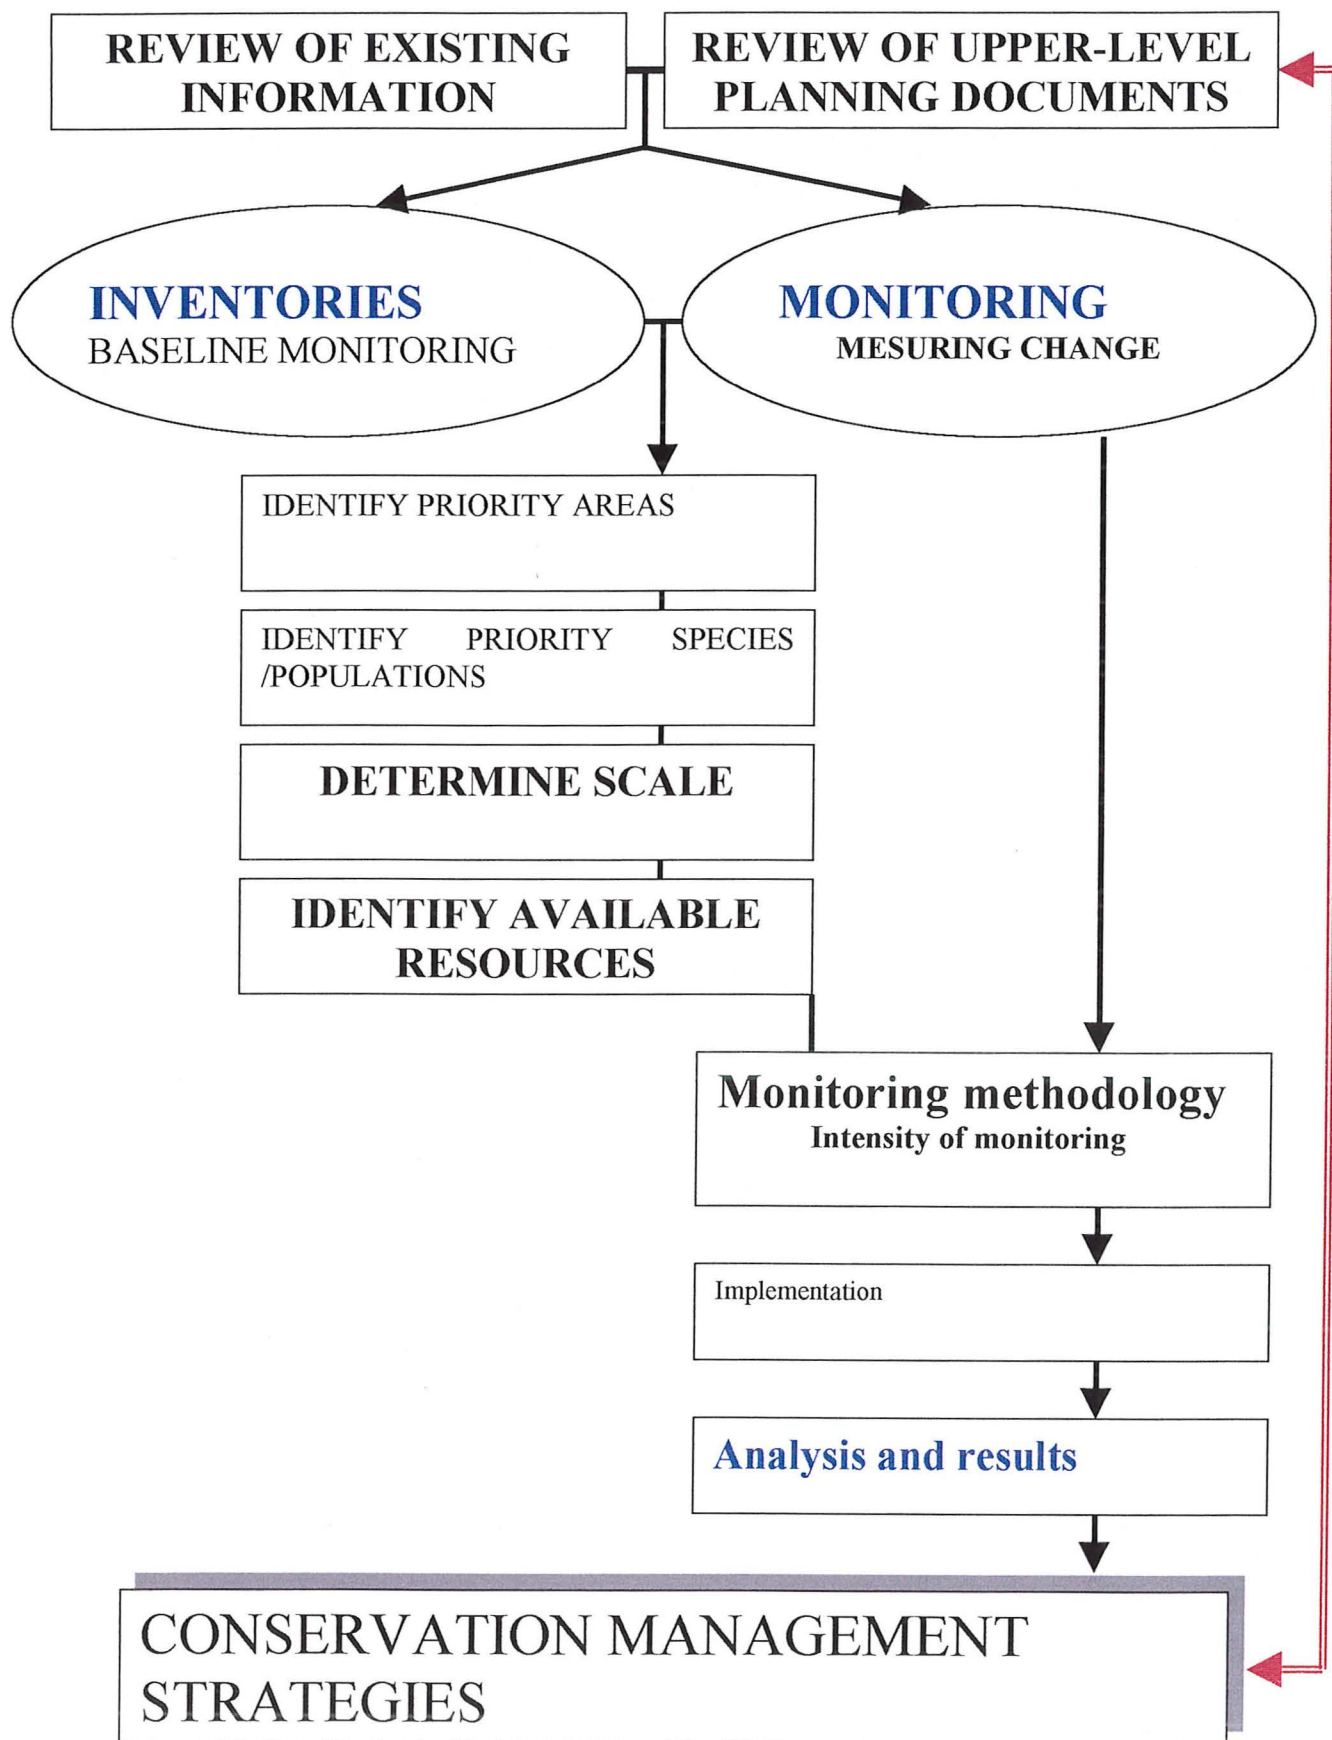 REVIEW OF EXISTING
INFORMATION
REVIEW OF UPPER-LEVEL
PLANNING DOCUMENTS
INVENTORIES
BASELINE MONITORING
MONITORING
MESURING CHANGE
IDENTIFY PRIORITY AREAS
IDENTIFY PRIORITY SPECIES
/POPULATIONS
DETERMINE SCALE
IDENTIFY AVAILABLE
RESOURCES
Monitoring methodology
Intensity of monitoring
Implementation
Analysis and results
CONSERVATION MANAGEMENT
STRATEGIES